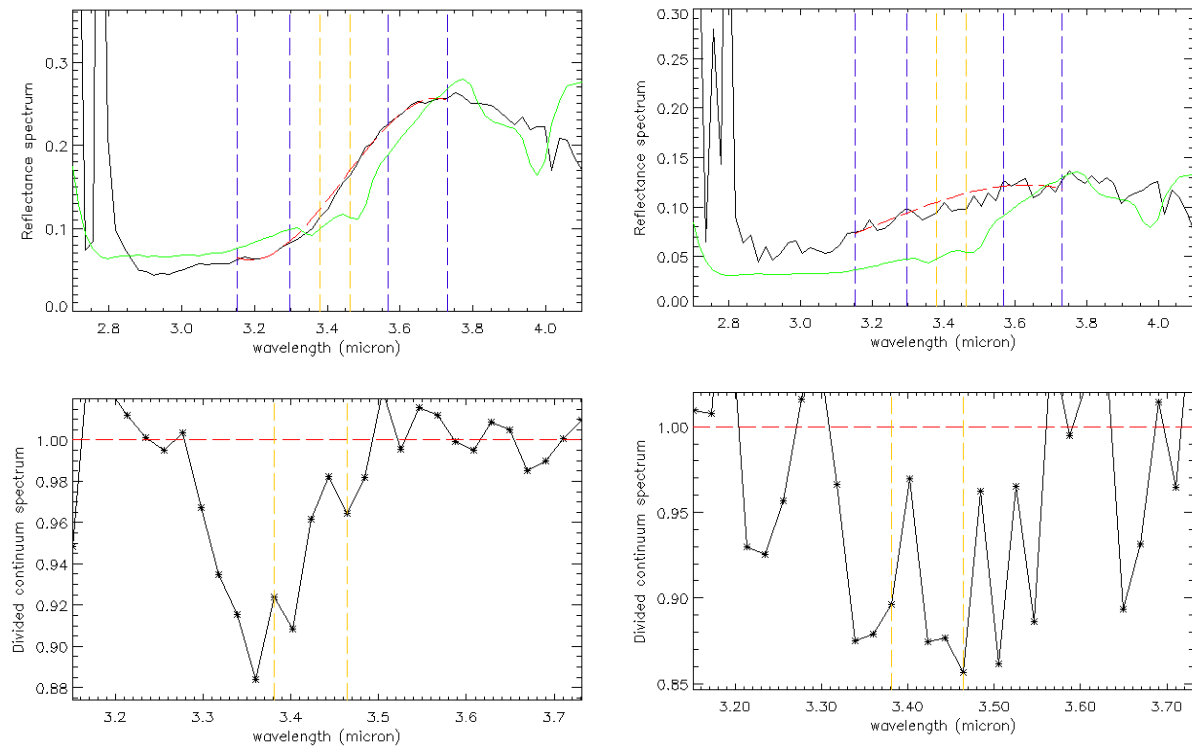 Reflectance spectrum
0.3
0.2
0.1
0.0
2.8 3.0 3.2 3.4 3.6 3.8 4.0
wavelength (micron)
Reflectance spectrum
0.30
0.25
0.20
0.15
0.10
0.05
0.00
2.8 3.0 3.2 3.4 3.6 3.8 4.0
wavelength (micron)
Divided continuum spectrum
1.00
0.98
0.96
0.94
0.92
0.90
0.88
3.2 3.3 3.4 3.5 3.6 3.7
wavelength (micron)
Divided continuum spectrum
1.00
0.95
0.90
0.85
3.20 3.30 3.40 3.50 3.60 3.70
wavelength (micron)